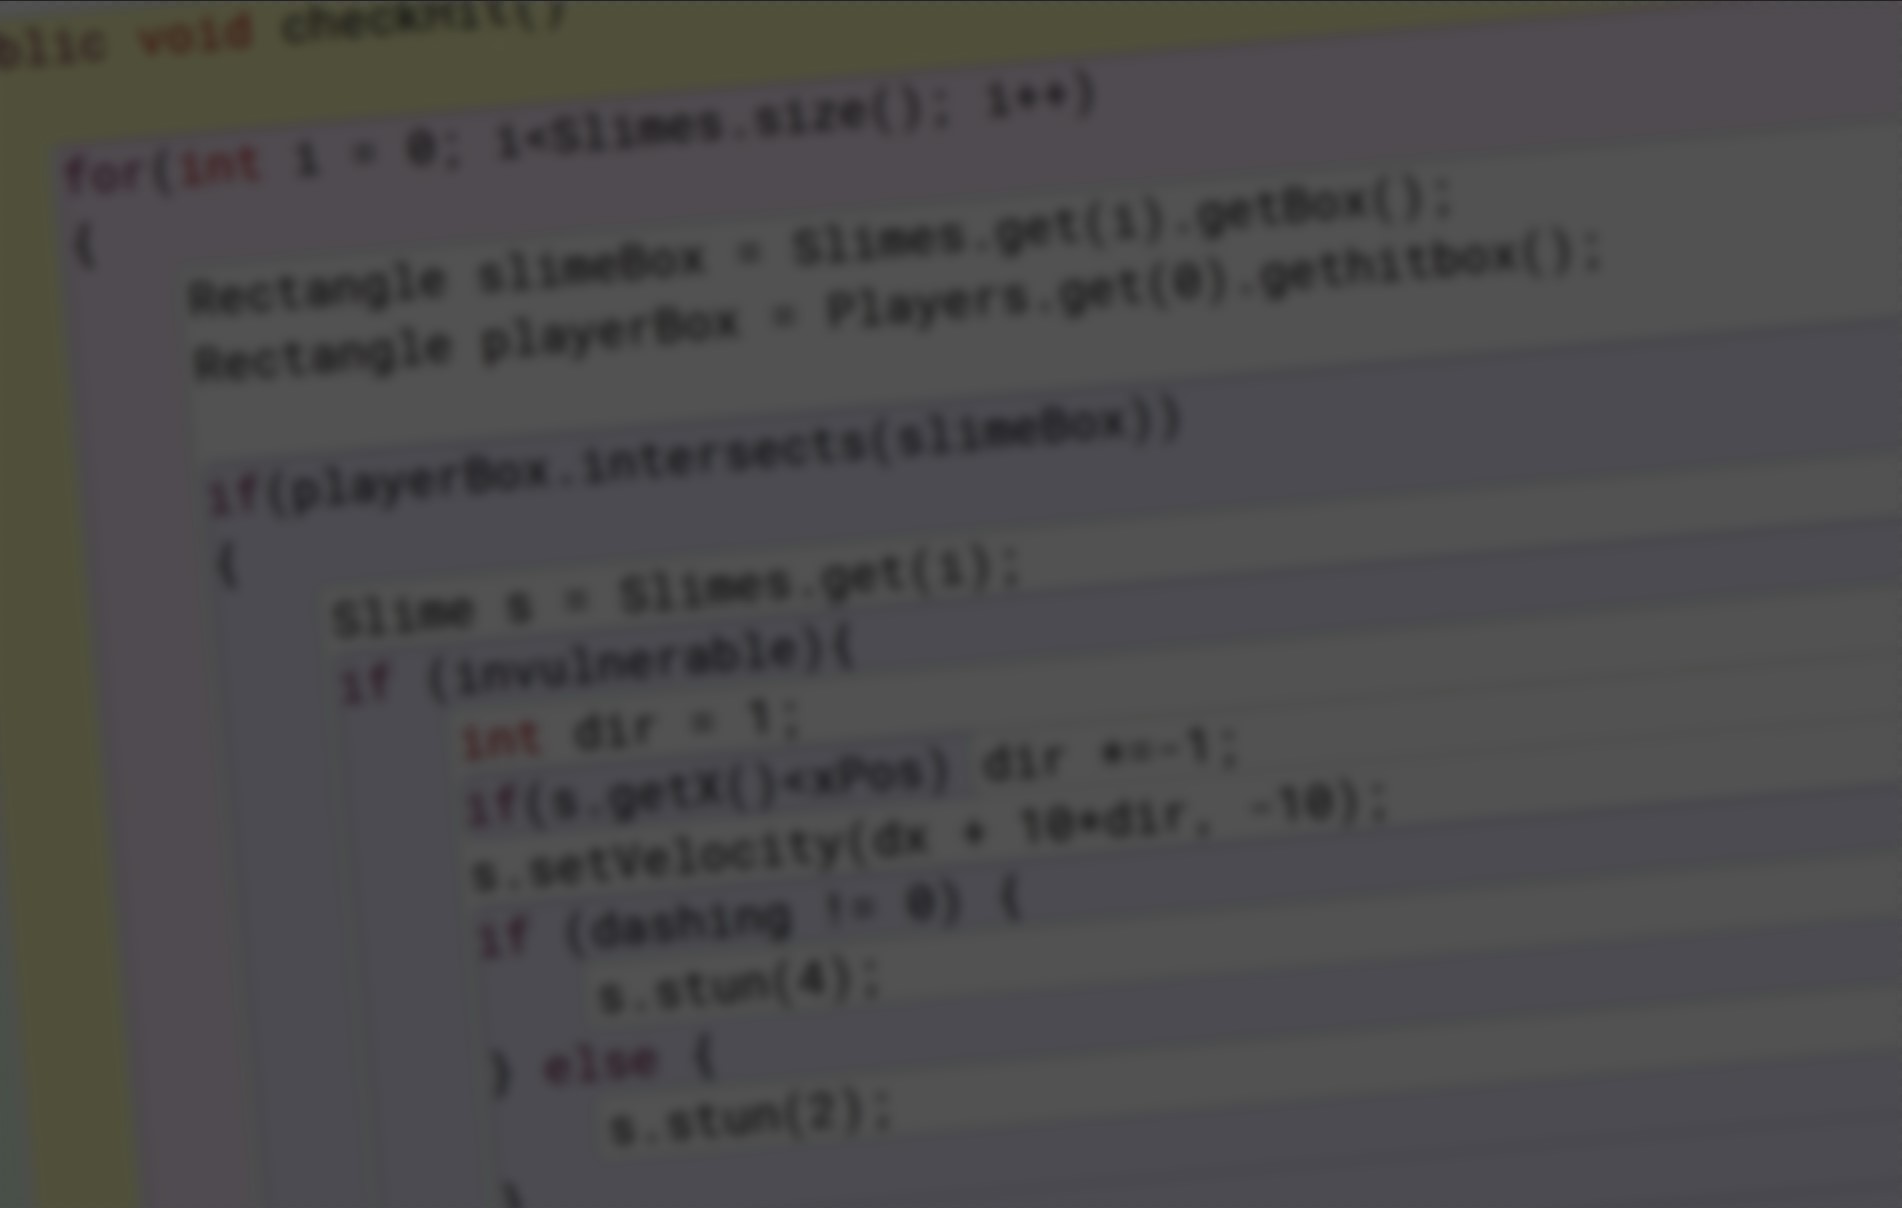 blic void checkHit()
for(int i = 0; i<Slimes.size(); i++)
{
Rectangle slimeBox = Slimes.get(i).getBox();
Rectangle playerBox = Players.get(0).gethitbox();
if(playerBox.intersects(slimeBox))
{
Slime s = Slimes.get(i);
if (invulnerable){
int dir = 1;
if(s.getX()<xPos) dir *=-1;
s.setVelocity(dx + 10*dir, -10);
if (dashing != 0) {
s.stun(4);
} else {
s.stun(2);
}